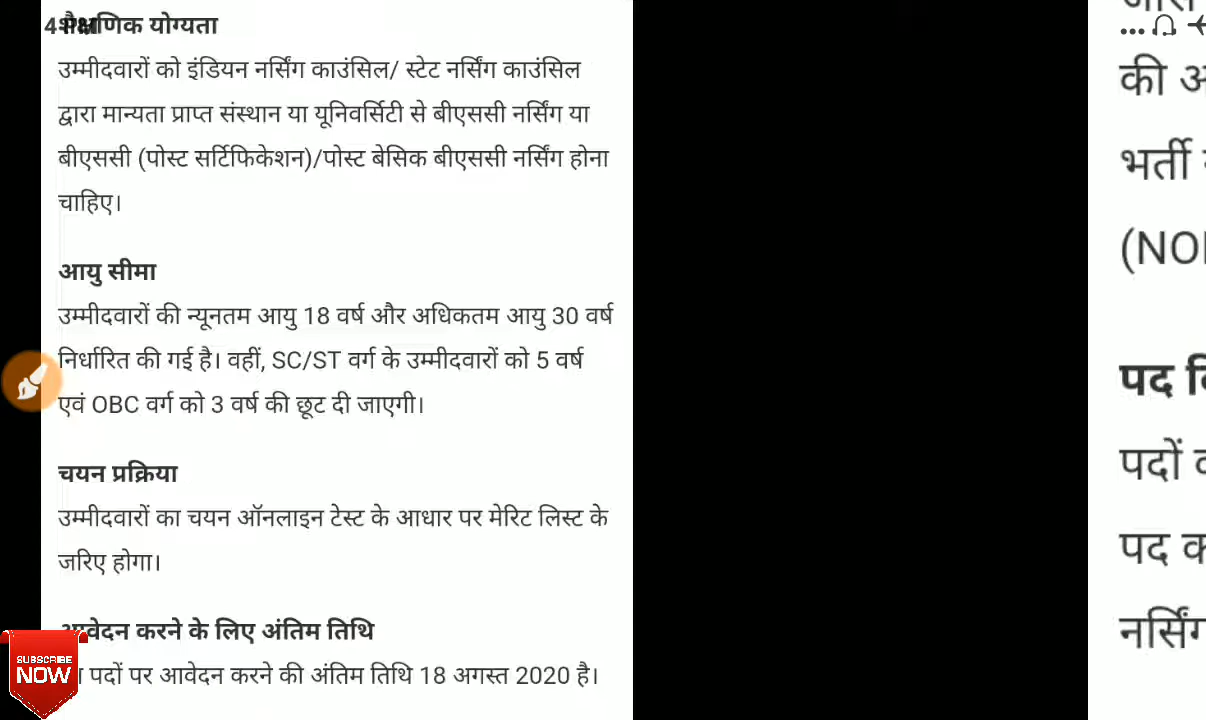 शैक्षणिक योग्यता
उम्मीदवारों को इंडियन नर्सिंग काउंसिल/ स्टेट नर्सिंग काउंसिल
द्वारा मान्यता प्राप्त संस्थान या यूनिवर्सिटी से बीएससी नर्सिंग या
बीएससी (पोस्ट सर्टिफिकेशन)/पोस्ट बेसिक बीएससी नर्सिंग होना
चाहिए।
आयु सीमा
उम्मीदवारों की न्यूनतम आयु 18 वर्ष और अधिकतम आयु 30 वर्ष
निर्धारित की गई है। वहीं, SC/ST वर्ग के उम्मीदवारों को 5 वर्ष
एवं OBC वर्ग को 3 वर्ष की छूट दी जाएगी।
चयन प्रक्रिया
उम्मीदवारों का चयन ऑनलाइन टेस्ट के आधार पर मेरिट लिस्ट के
जरिए होगा।
आवेदन करने के लिए अंतिम तिथि
पदों पर आवेदन करने की अंतिम तिथि 18 अगस्त 2020 है।
SUBSCRIBE
NOW
की
भर्ती
पद
पदों
पद
नर्सिंग